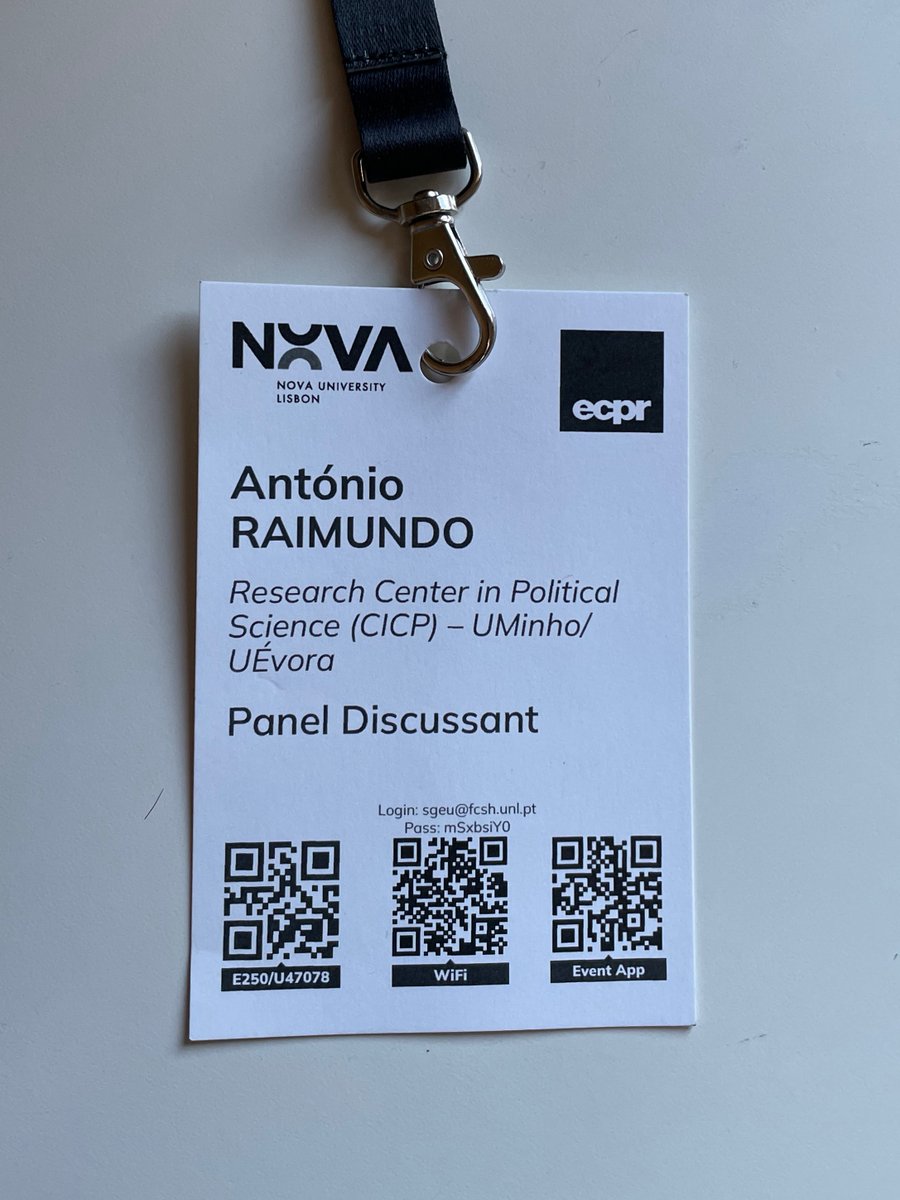 NOVA
NOVA UNIVERSITY
LISBON
ecpr
António
RAIMUNDO
Research Center in Political
Science (CICP) – UMinho/
UÉvora
Panel Discussant
Login: sgeu@fcsh.unl.pt
Pass: mSxbsiY0
E250/U47078
WiFi
Event App